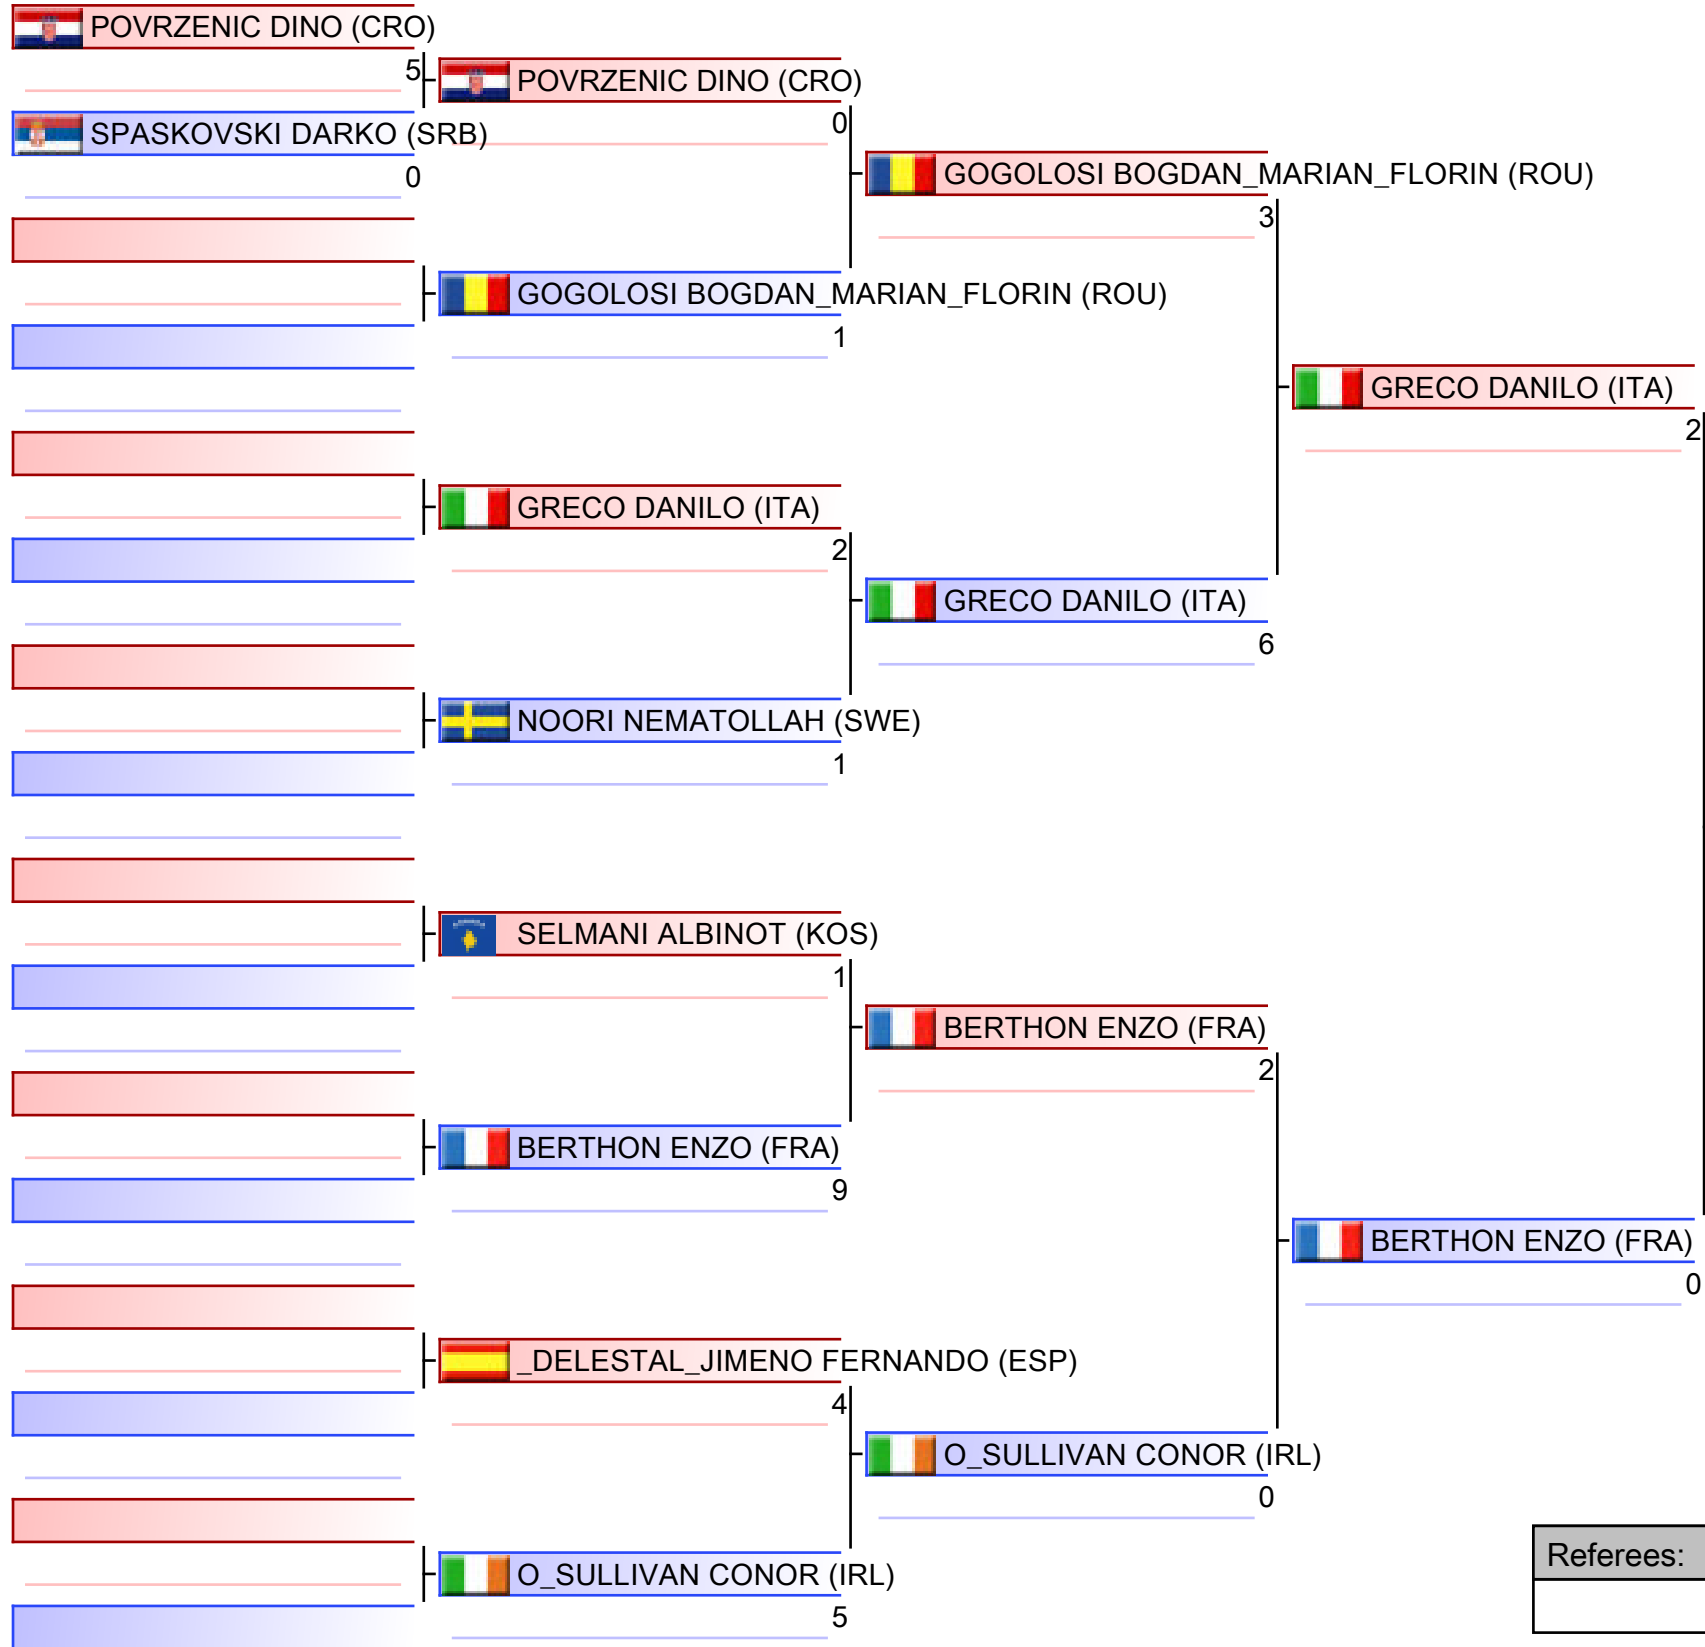 POVRZENIC DINO (CRO)
5
SPASKOVSKI DARKO (SRB)
0
POVRZENIC DINO (CRO)
0
GOGOLOSI BOGDAN_MARIAN_FLORIN (ROU)
1
GRECO DANILO (ITA)
2
NOORI NEMATOLLAH (SWE)
1
SELMANI ALBINOT (KOS)
1
BERTHON ENZO (FRA)
9
_DELESTAL_JIMENO FERNANDO (ESP)
4
O_SULLIVAN CONOR (IRL)
5
GOGOLOSI BOGDAN_MARIAN_FLORIN (ROU)
3
GRECO DANILO (ITA)
6
BERTHON ENZO (FRA)
2
O_SULLIVAN CONOR (IRL)
0
GRECO DANILO (ITA)
2
BERTHON ENZO (FRA)
0
Referees: